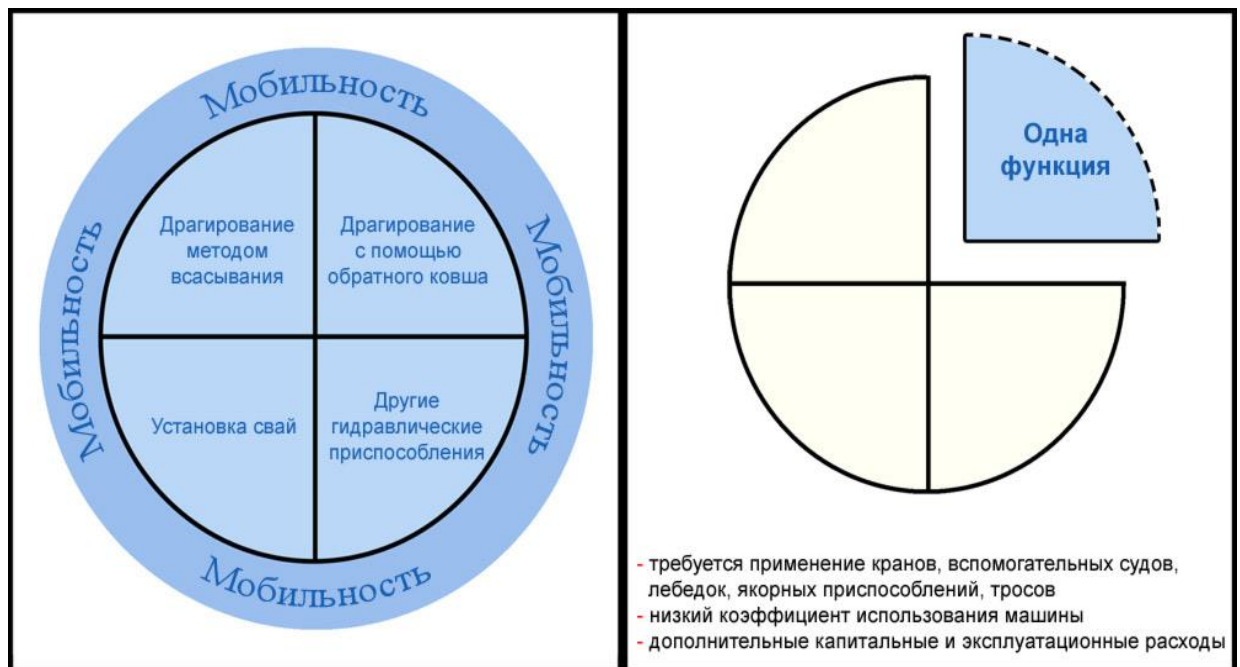 Мобильность
Мобильность
Мобильность
Мобильность
Драгирование
методом
всасывания
Драгирование
с помощью
обратного ковша
Установка свай
Другие
гидравлические
приспособления
Одна
функция
- требуется применение кранов, вспомогательных судов,
лебедок, якорных приспособлений, тросов
- низкий коэффициент использования машины
- дополнительные капитальные и эксплуатационные расходы